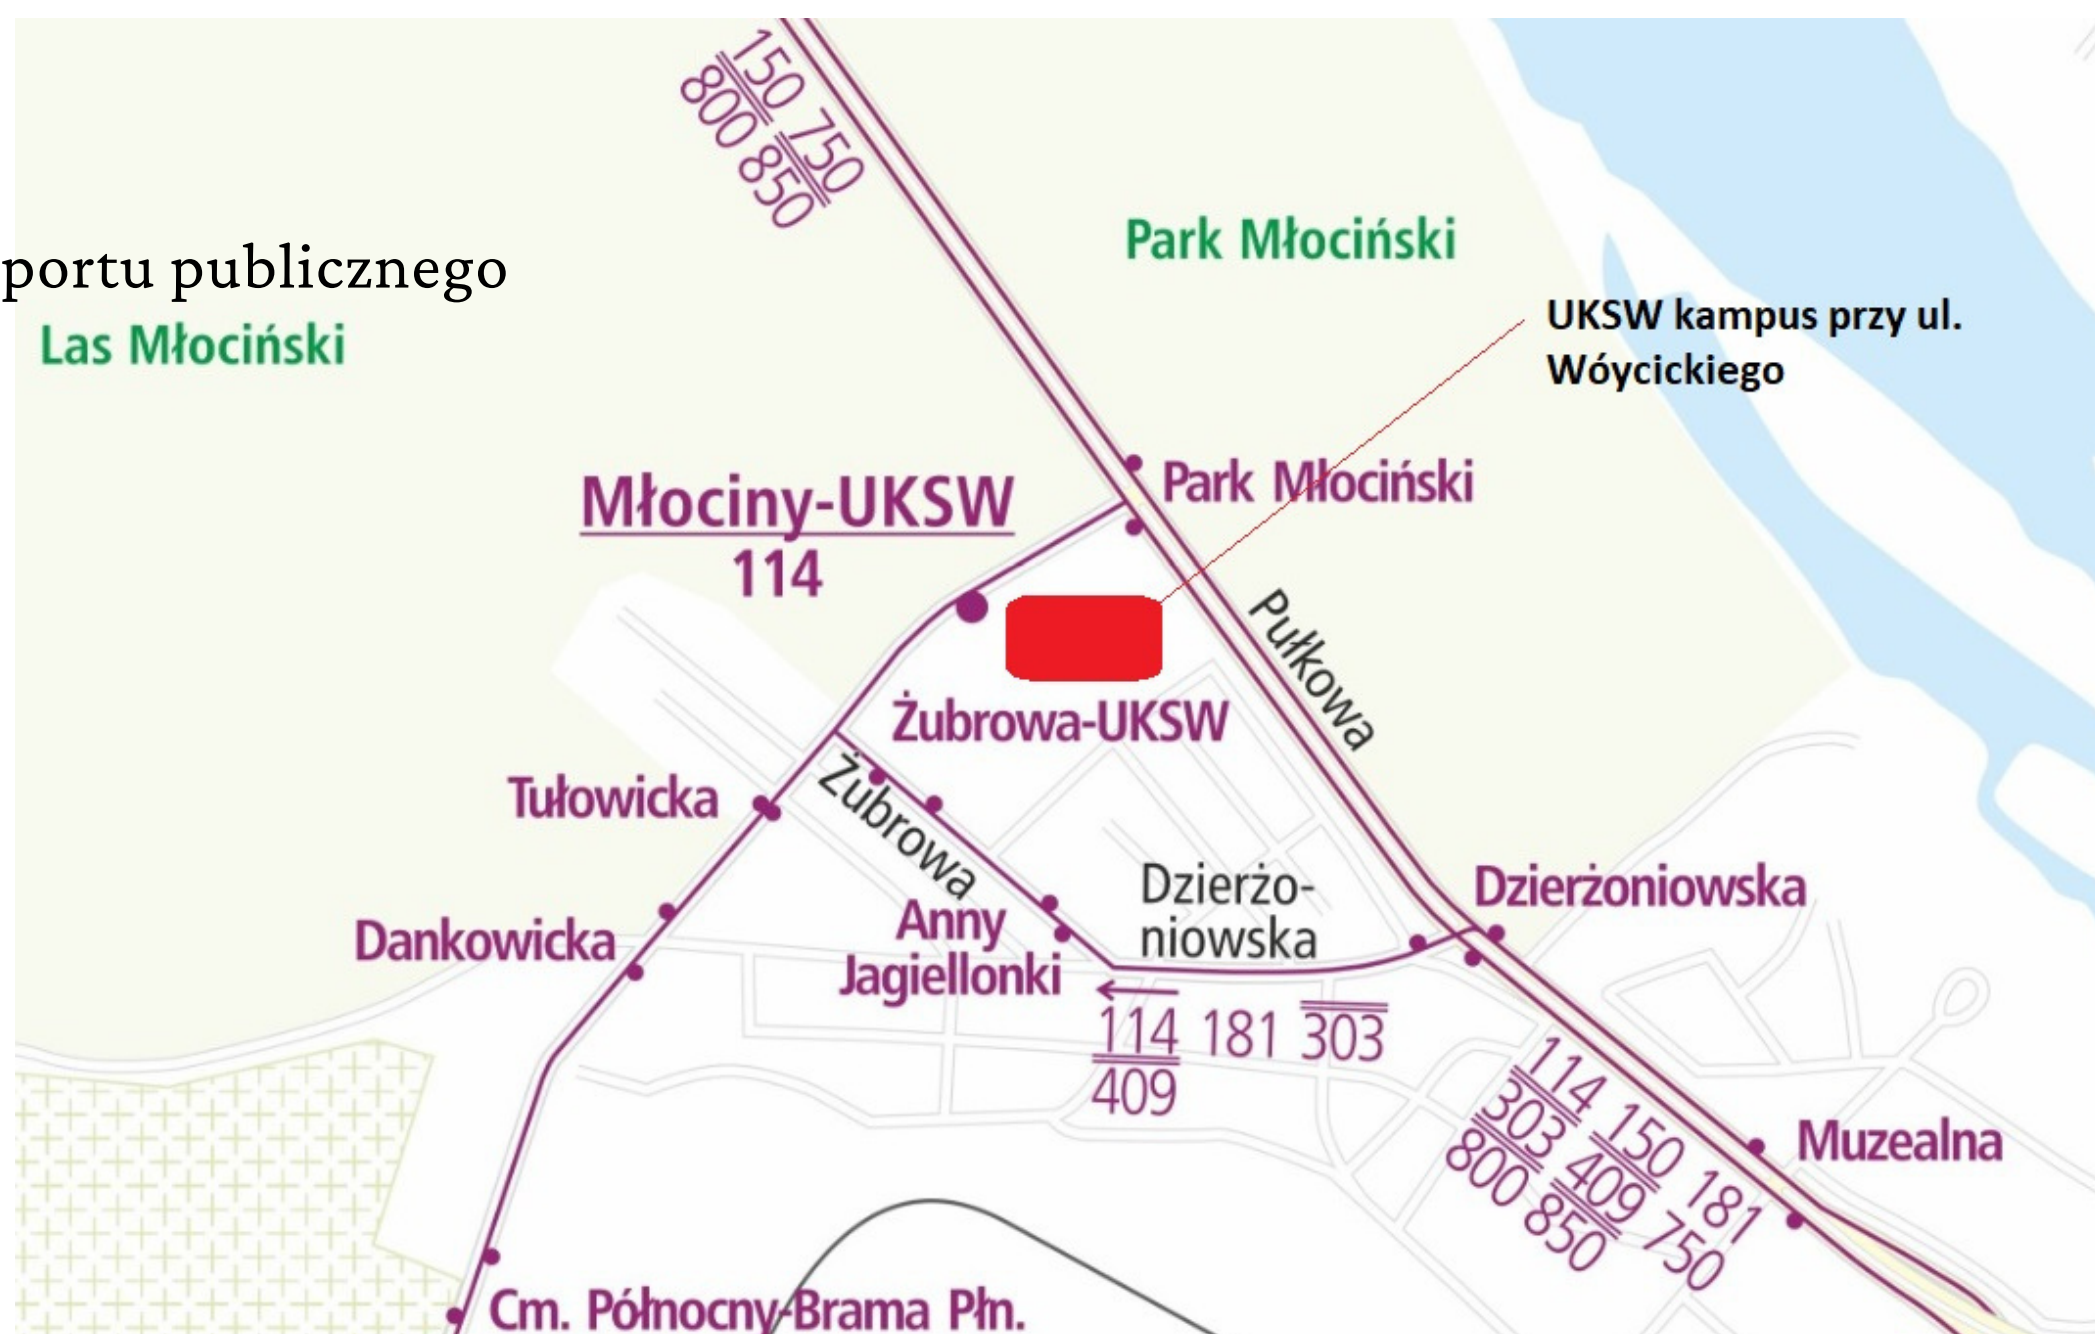 150 750
800 850
Park Młociński
portu publicznego
Las Młociński
UKSW kampus przy ul.
Wóycickiego
Park Młociński
Młociny-UKSW
114
Pułkowa
Żubrowa-UKSW
Tułowicka
Żubrowa
Dzierżo-
niowska
Dzierżoniowska
Anny
Jagiellonki
Dankowicka
114 181 303
409
114 150 181
303 409 750
800 850
Muzealna
Cm. Północny-Brama Płn.